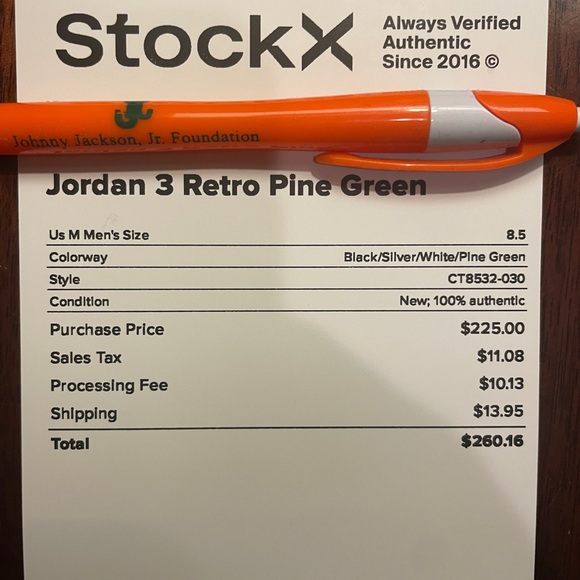 StockX
Always Verified
Authentic
Since 2016 ©
Johnny Jackson, Jr. Foundation
Jordan 3 Retro Pine Green
Us M Men's Size 8.5
Colorway Black/Silver/White/Pine Green
Style CT8532-030
Condition New; 100% authentic
Purchase Price $225.00
Sales Tax $11.08
Processing Fee $10.13
Shipping $13.95
Total $260.16